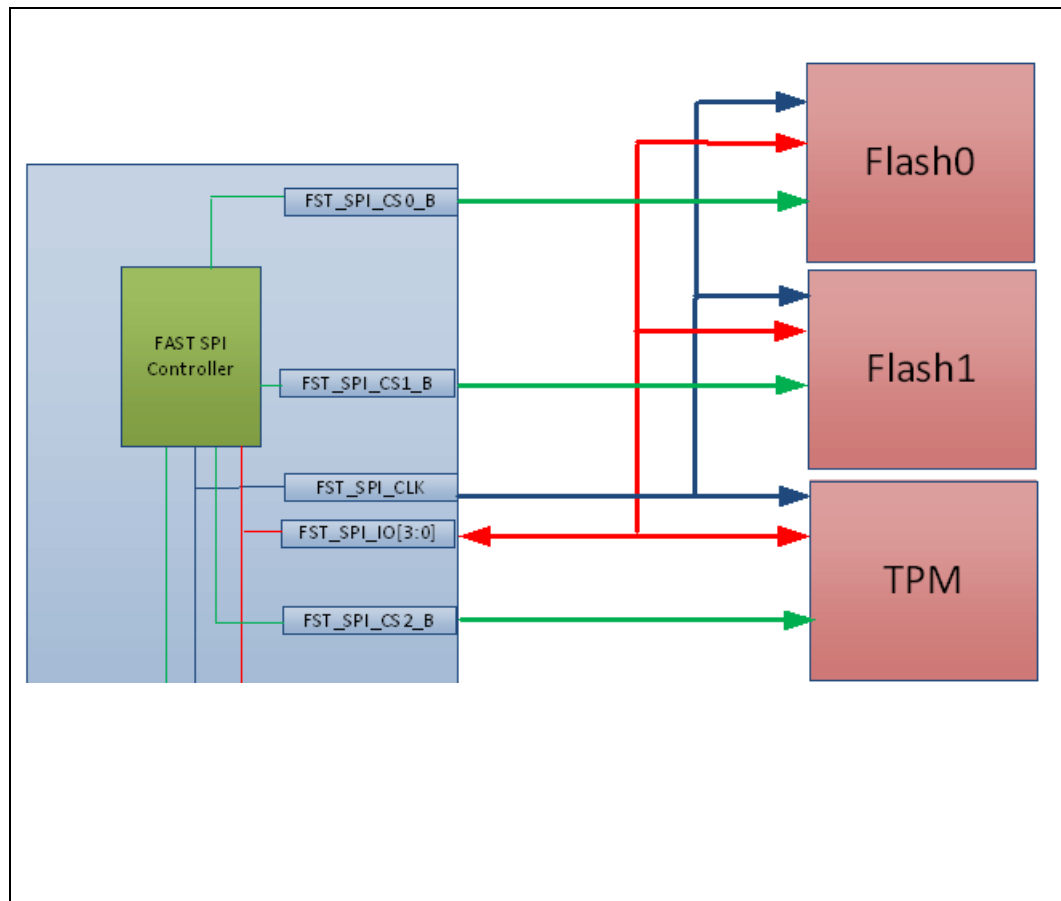 FST_SPI_CS0_B
Flash0
FAST SPI
Controller
FST_SPI_CS1_B
Flash1
FST_SPI_CLK
FST_SPI_IO[3:0]
TPM
FST_SPI_CS2_B